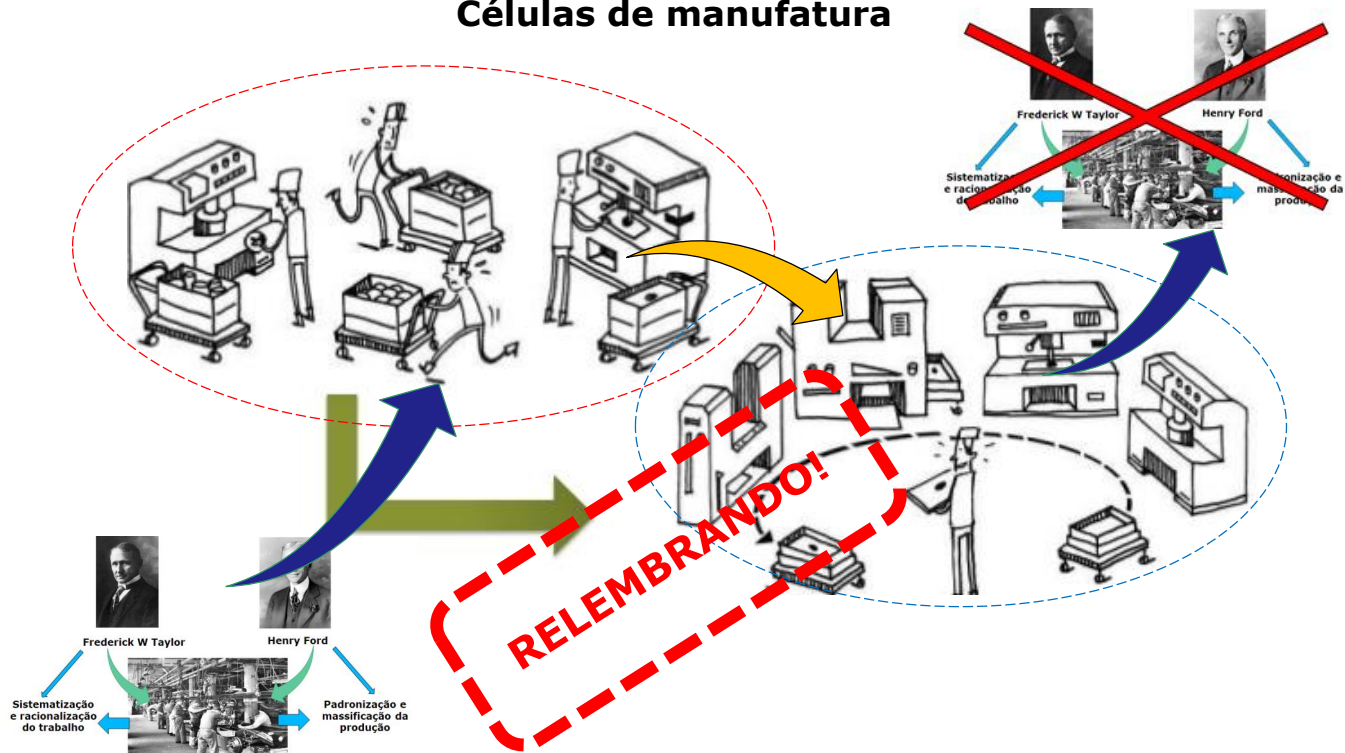 Células de manufatura
Frederick W Taylor
Henry Ford
Sistematização
e racionalização
do trabalho
Padronização e
massificação da
produção
RELEMBRANDO!
Frederick W Taylor
Henry Ford
Sistematização
e racionalização
do trabalho
Padronização e
massificação da
produção